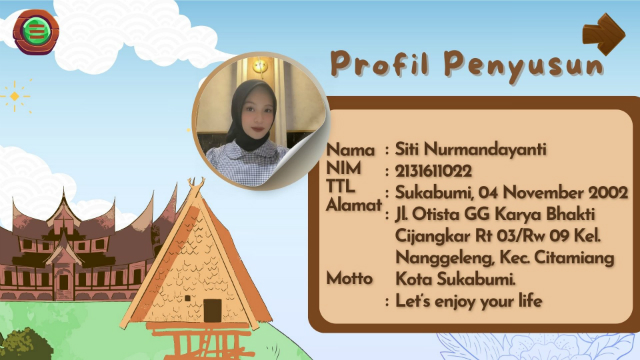 Profil Penyusun
Nama : Siti Nurmandayanti
NIM : 2131611022
TTL : Sukabumi, 04 November 2002
Alamat : Jl Otista GG Karya Bhakti
Cijangkar Rt 03/Rw 09 Kel.
Nanggeleng, Kec. Citamiang
Kota Sukabumi.
Motto : Let's enjoy your life